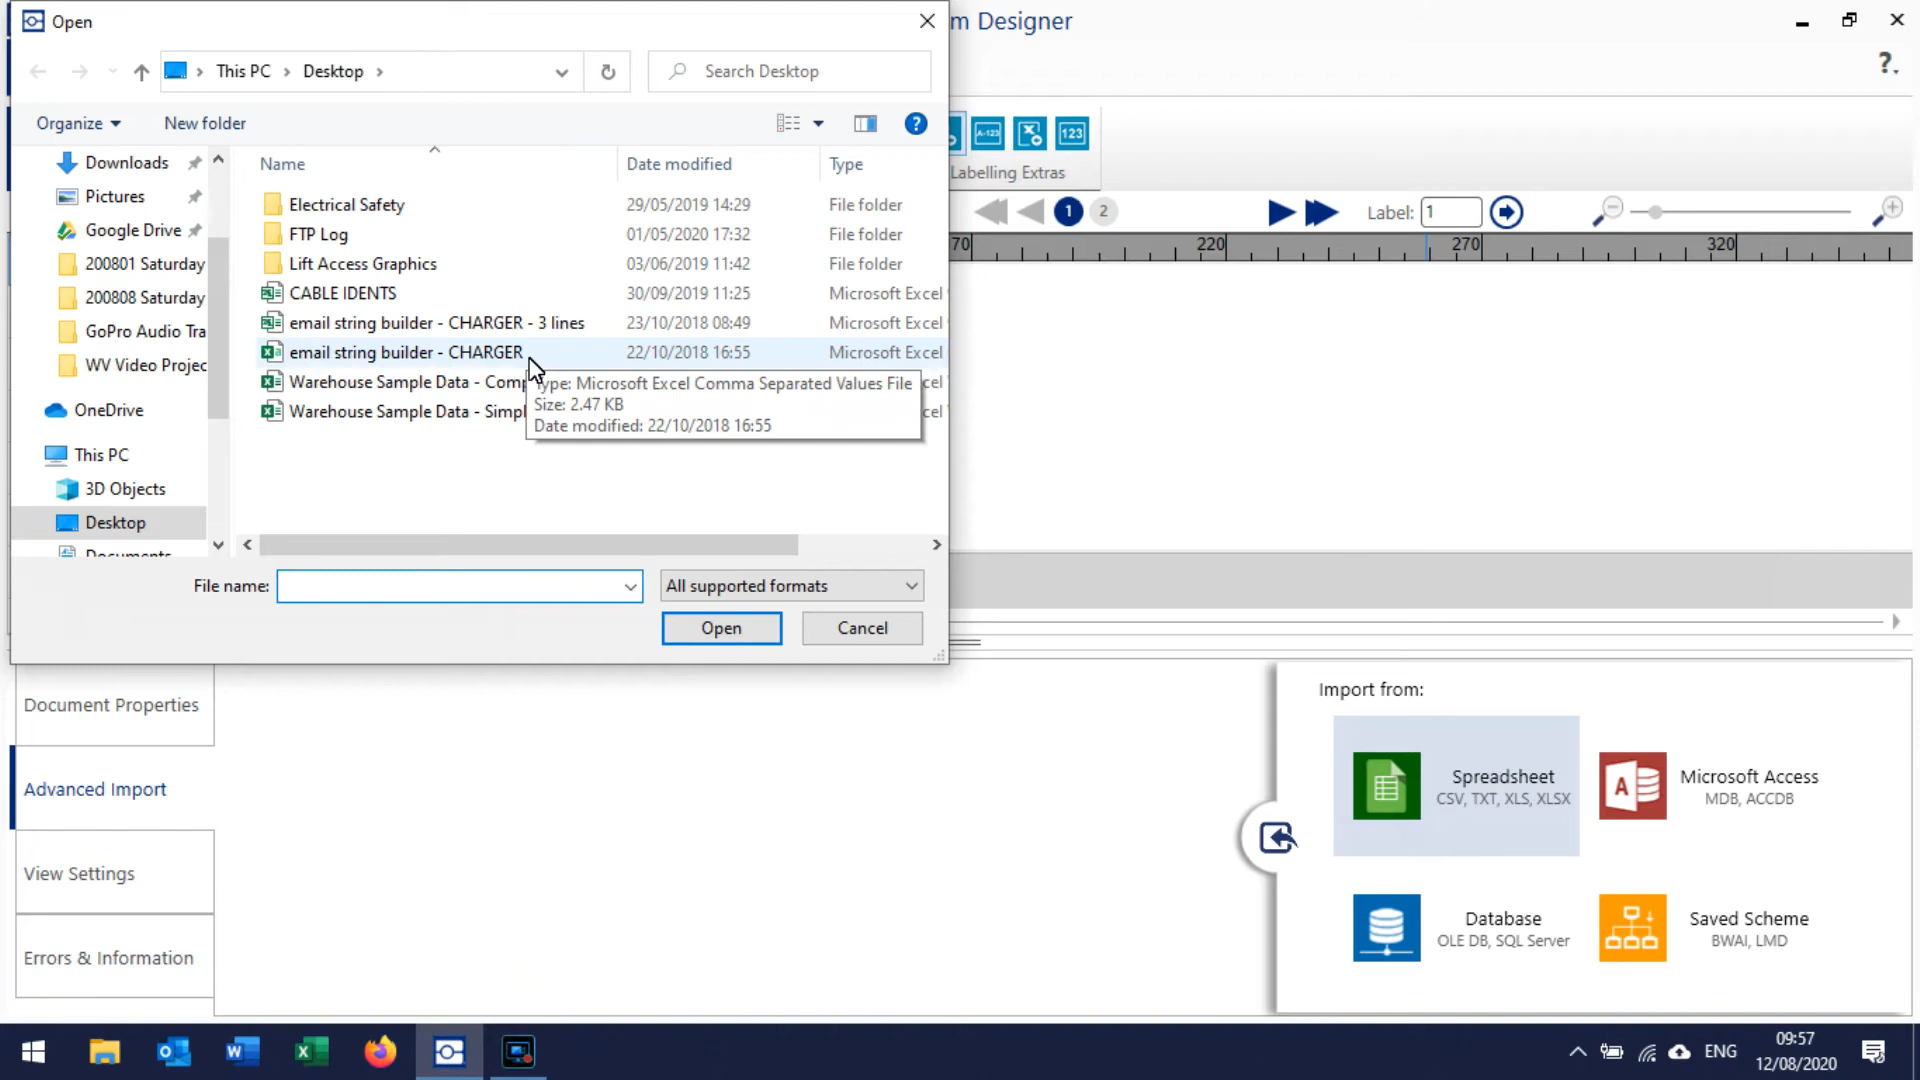 Open
m Designer
This PC
Desktop
Search Desktop
?
Organize
New folder
A-123
123
Labelling Extras
Name
Date modified
Type
Downloads
Pictures
Google Drive
200801 Saturday
200808 Saturday
GoPro Audio Tra
WV Video Projec
OneDrive
This PC
3D Objects
Desktop
Documents
Electrical Safety 29/05/2019 14:29 File folder
FTP Log 01/05/2020 17:32 File folder
Lift Access Graphics 03/06/2019 11:42 File folder
CABLE IDENTS 30/09/2019 11:25 Microsoft Excel
email string builder - CHARGER - 3 lines 23/10/2018 08:49 Microsoft Excel
email string builder - CHARGER 22/10/2018 16:55 Microsoft Excel
Warehouse Sample Data - Comp
Warehouse Sample Data - Simpl
Type: Microsoft Excel Comma Separated Values File
Size: 2.47 KB
Date modified: 22/10/2018 16:55
1 2
Label: 1
70 220 270 320
File name:
All supported formats
Open
Cancel
Document Properties
Advanced Import
View Settings
Errors & Information
Import from:
Spreadsheet
CSV, TXT, XLS, XLSX
Microsoft Access
MDB, ACCDB
Database
OLE DB, SQL Server
Saved Scheme
BWAI, LMD
ENG
09:57
12/08/2020